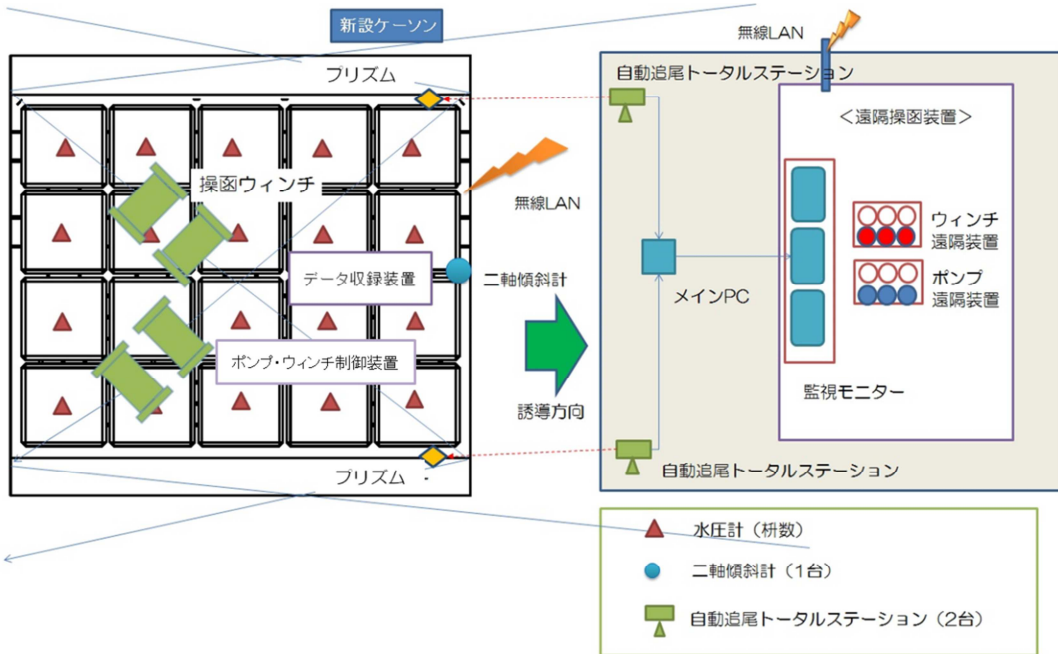 新設ケーソン
無線LAN
プリズム
自動追尾トータルステーション
＜遠隔操函装置＞
操函ウィンチ
無線LAN
ウィンチ
遠隔装置
データ収録装置
二軸傾斜計
ポンプ
遠隔装置
メインPC
ポンプ・ウィンチ制御装置
監視モニター
誘導方向
プリズム
自動追尾トータルステーション
水圧計（枡数）
二軸傾斜計（1台）
自動追尾トータルステーション（2台）